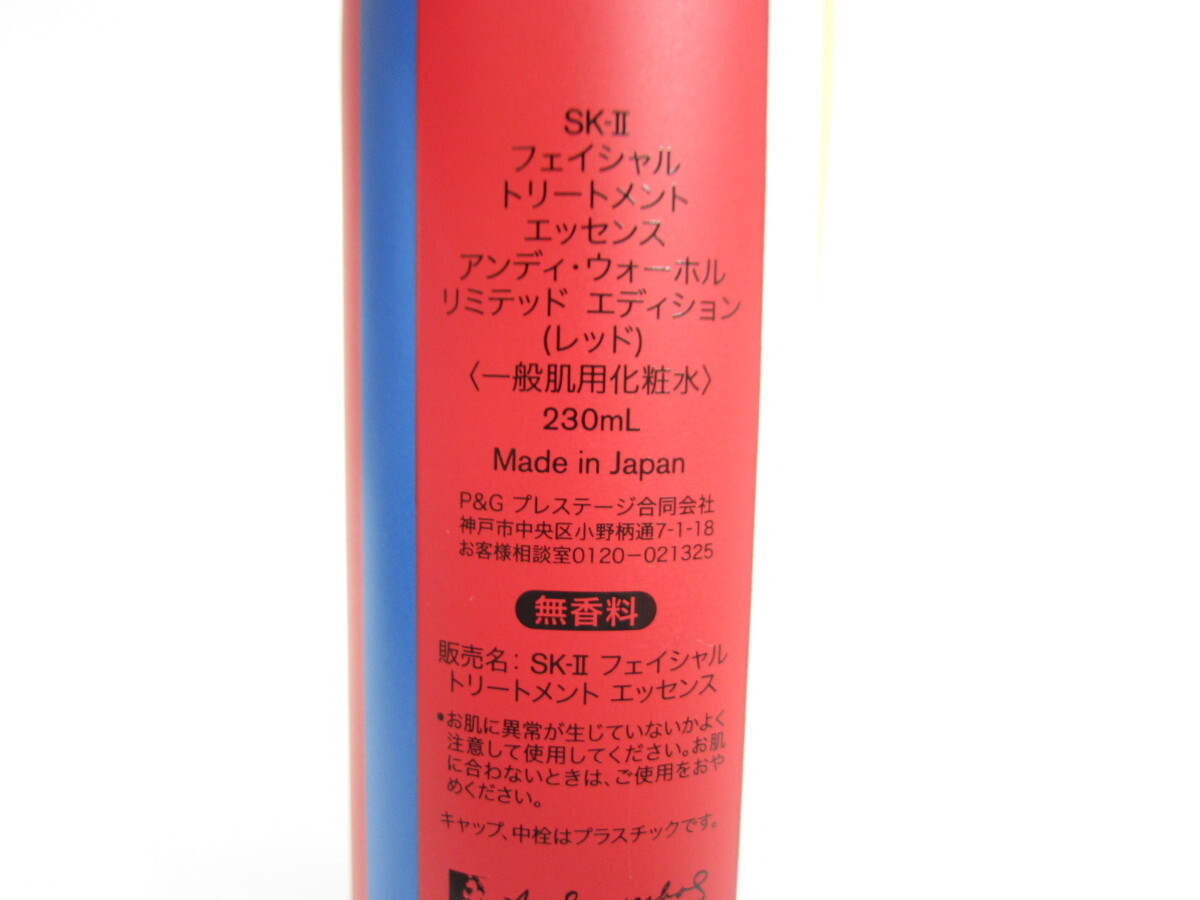 SK-II
フェイシャル
トリートメント
エッセンス
アンディ・ウォーホル
リミテッド エディション
(レッド)
〈一般肌用化粧水〉
230mL
Made in Japan
P&G プレステージ合同会社
神戸市中央区小野柄通7-1-18
お客様相談室0120-021325
無香料
販売名: SK-II フェイシャル
トリートメント エッセンス
•お肌に異常が生じていないかよく
注意して使用してください。お肌
に合わないときは、ご使用をおや
めください。
キャップ、中栓はプラスチックです。